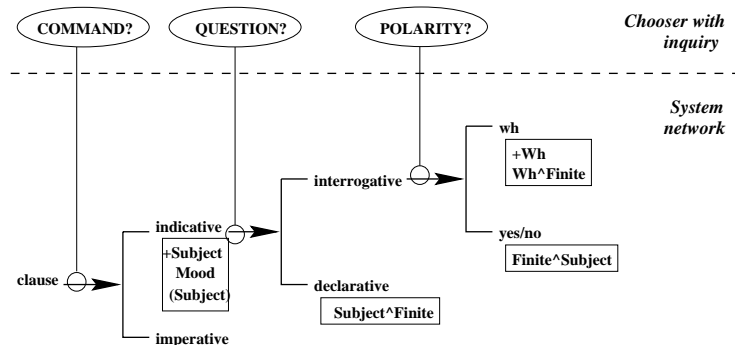 COMMAND?
QUESTION?
POLARITY?
Chooser with
inquiry
System
network
wh
+Wh
Wh^Finite
interrogative
indicative
+Subject
Mood
(Subject)
yes/no
Finite^Subject
clause
declarative
Subject^Finite
imperative